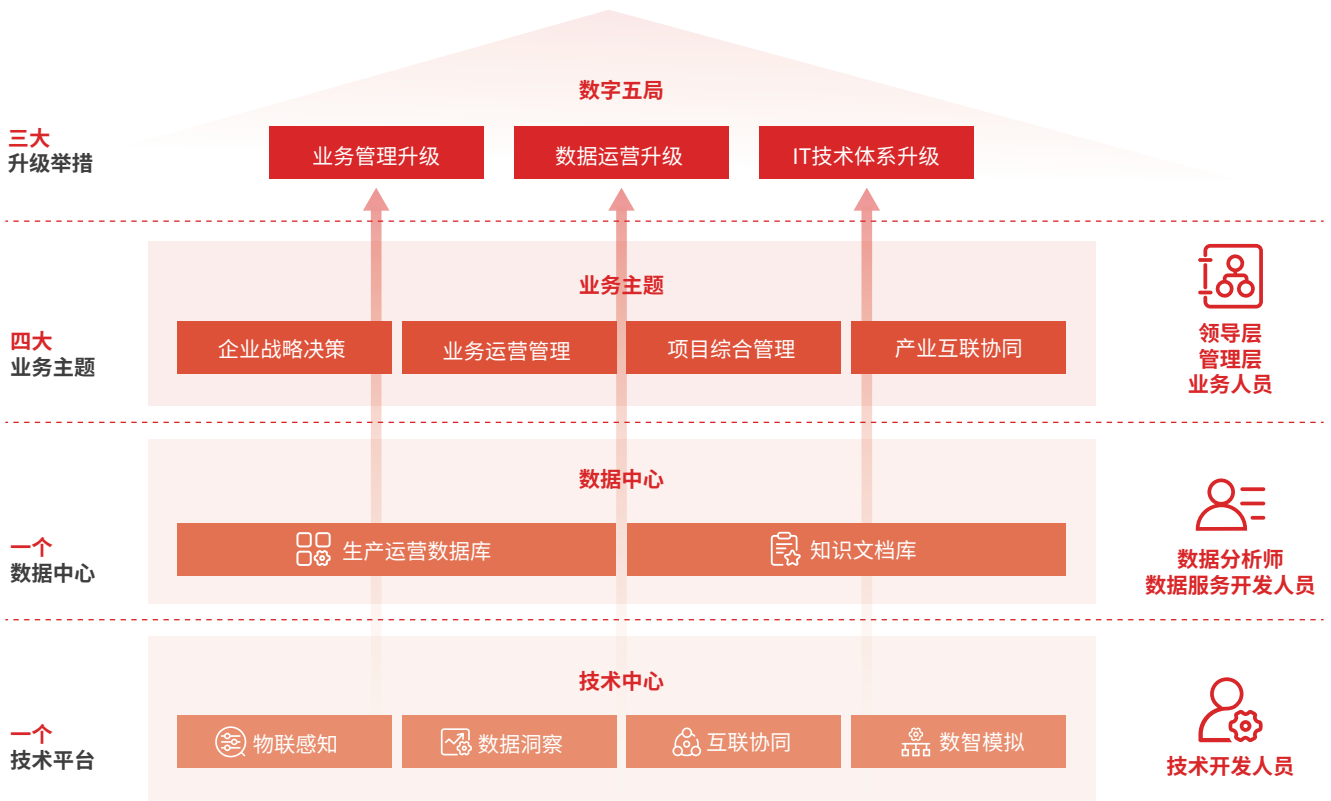 数字五局
三大
升级举措
业务管理升级
数据运营升级
IT技术体系升级
业务主题
四大
业务主题
企业战略决策
业务运营管理
项目综合管理
产业互联协同
领导层
管理层
业务人员
数据中心
一个
数据中心
生产运营数据库
知识文档库
数据分析师
数据服务开发人员
技术中心
一个
技术平台
物联感知
数据洞察
互联协同
数智模拟
技术开发人员